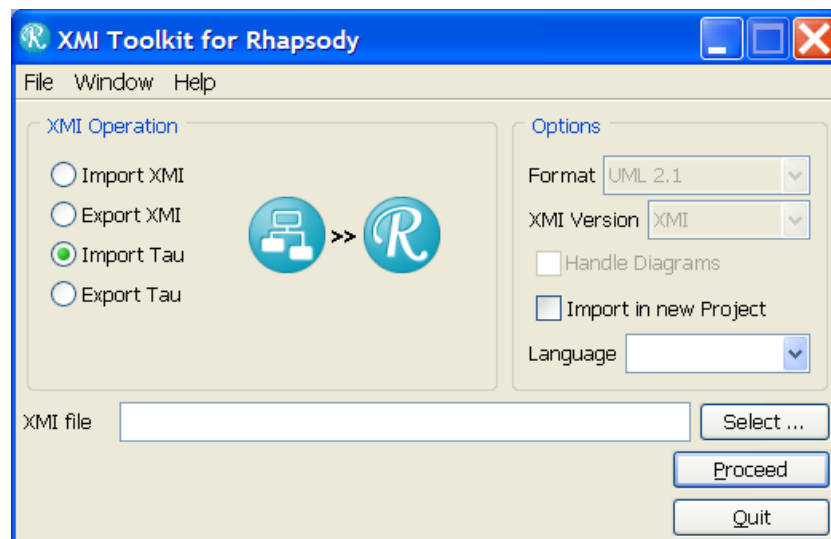 XMI Toolkit for Rhapsody
File Window Help
XMI Operation
Import XMI
Export XMI
Import Tau
Export Tau
>>
R
Options
Format UML 2.1
XMI Version XMI
Handle Diagrams
Import in new Project
Language
XMI file
Select ...
Proceed
Quit